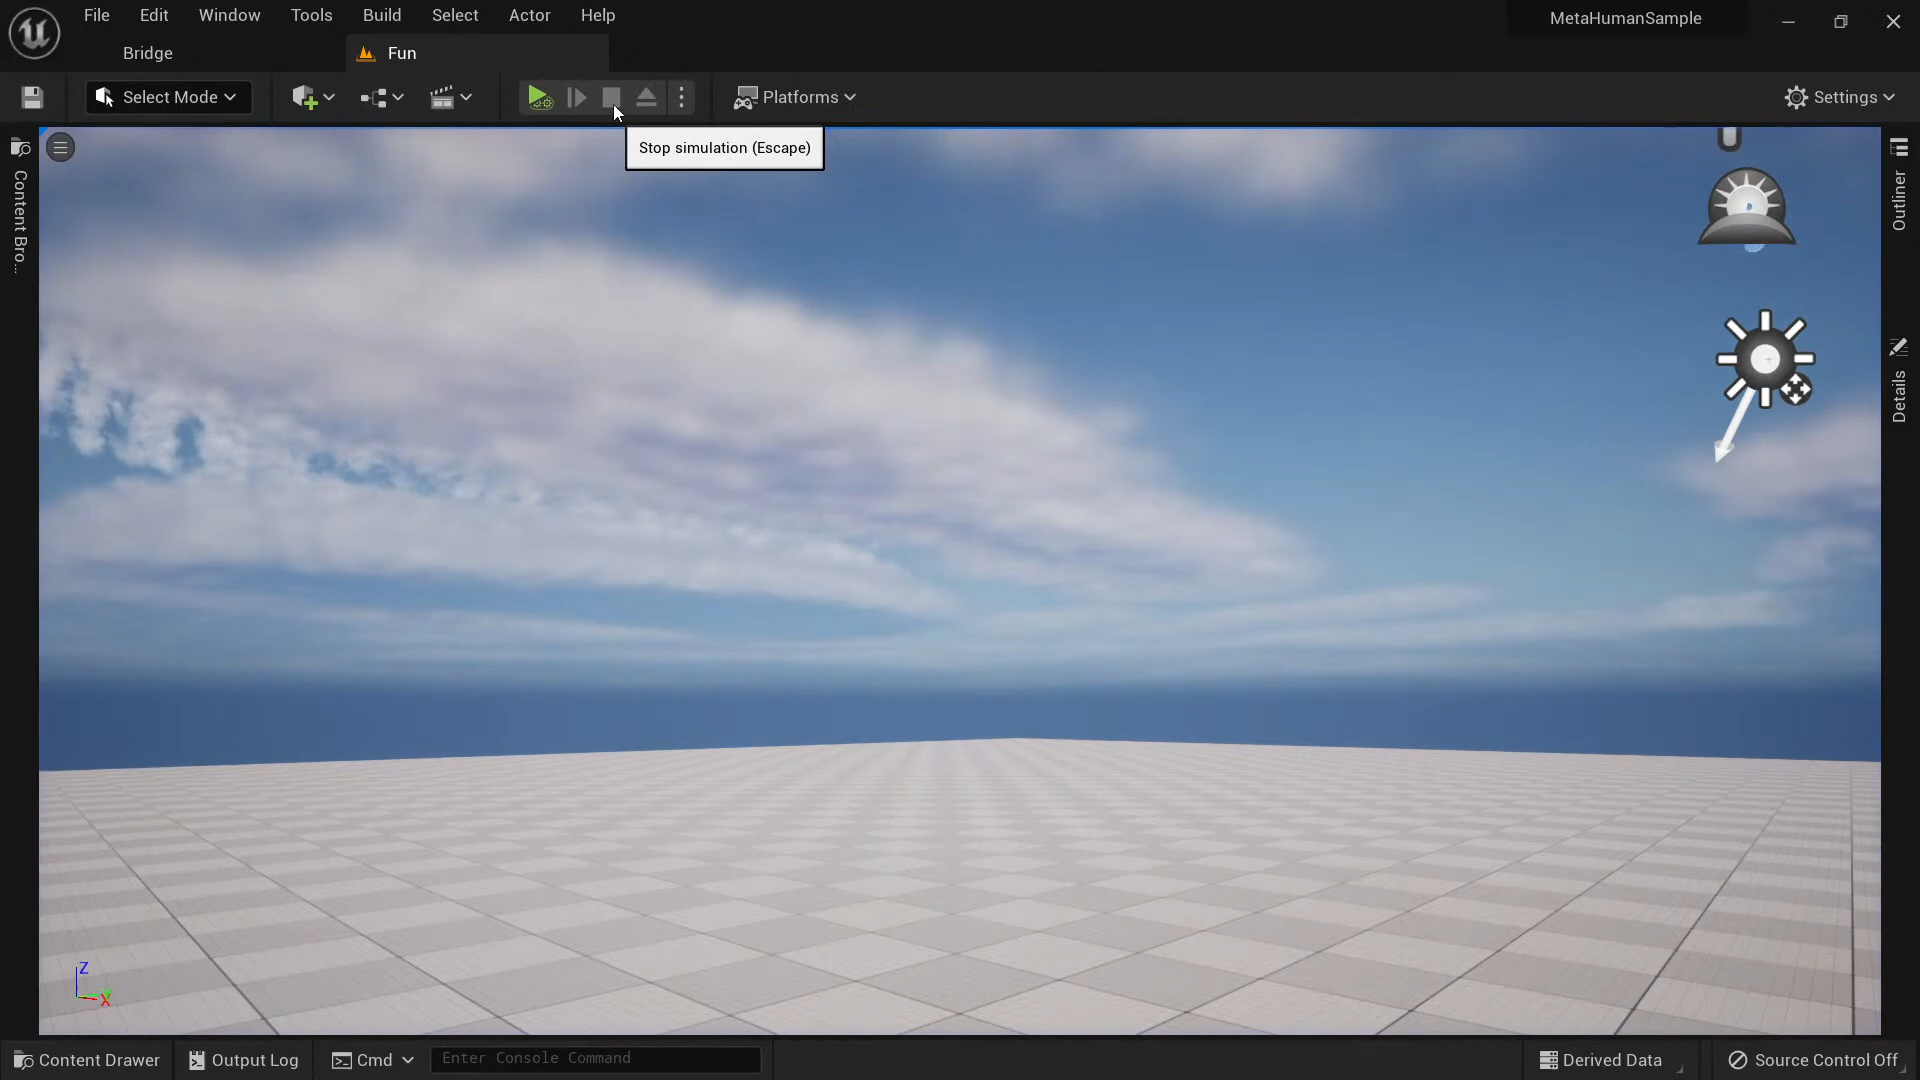 File Edit Window Tools Build Select Actor Help
MetaHumanSample
Bridge
Fun
Select Mode
Platforms
Settings
Stop simulation (Escape)
Content Bro...
Outliner
Details
Z
X
Content Drawer
Output Log
Cmd
Enter Console Command
Derived Data
Source Control Off